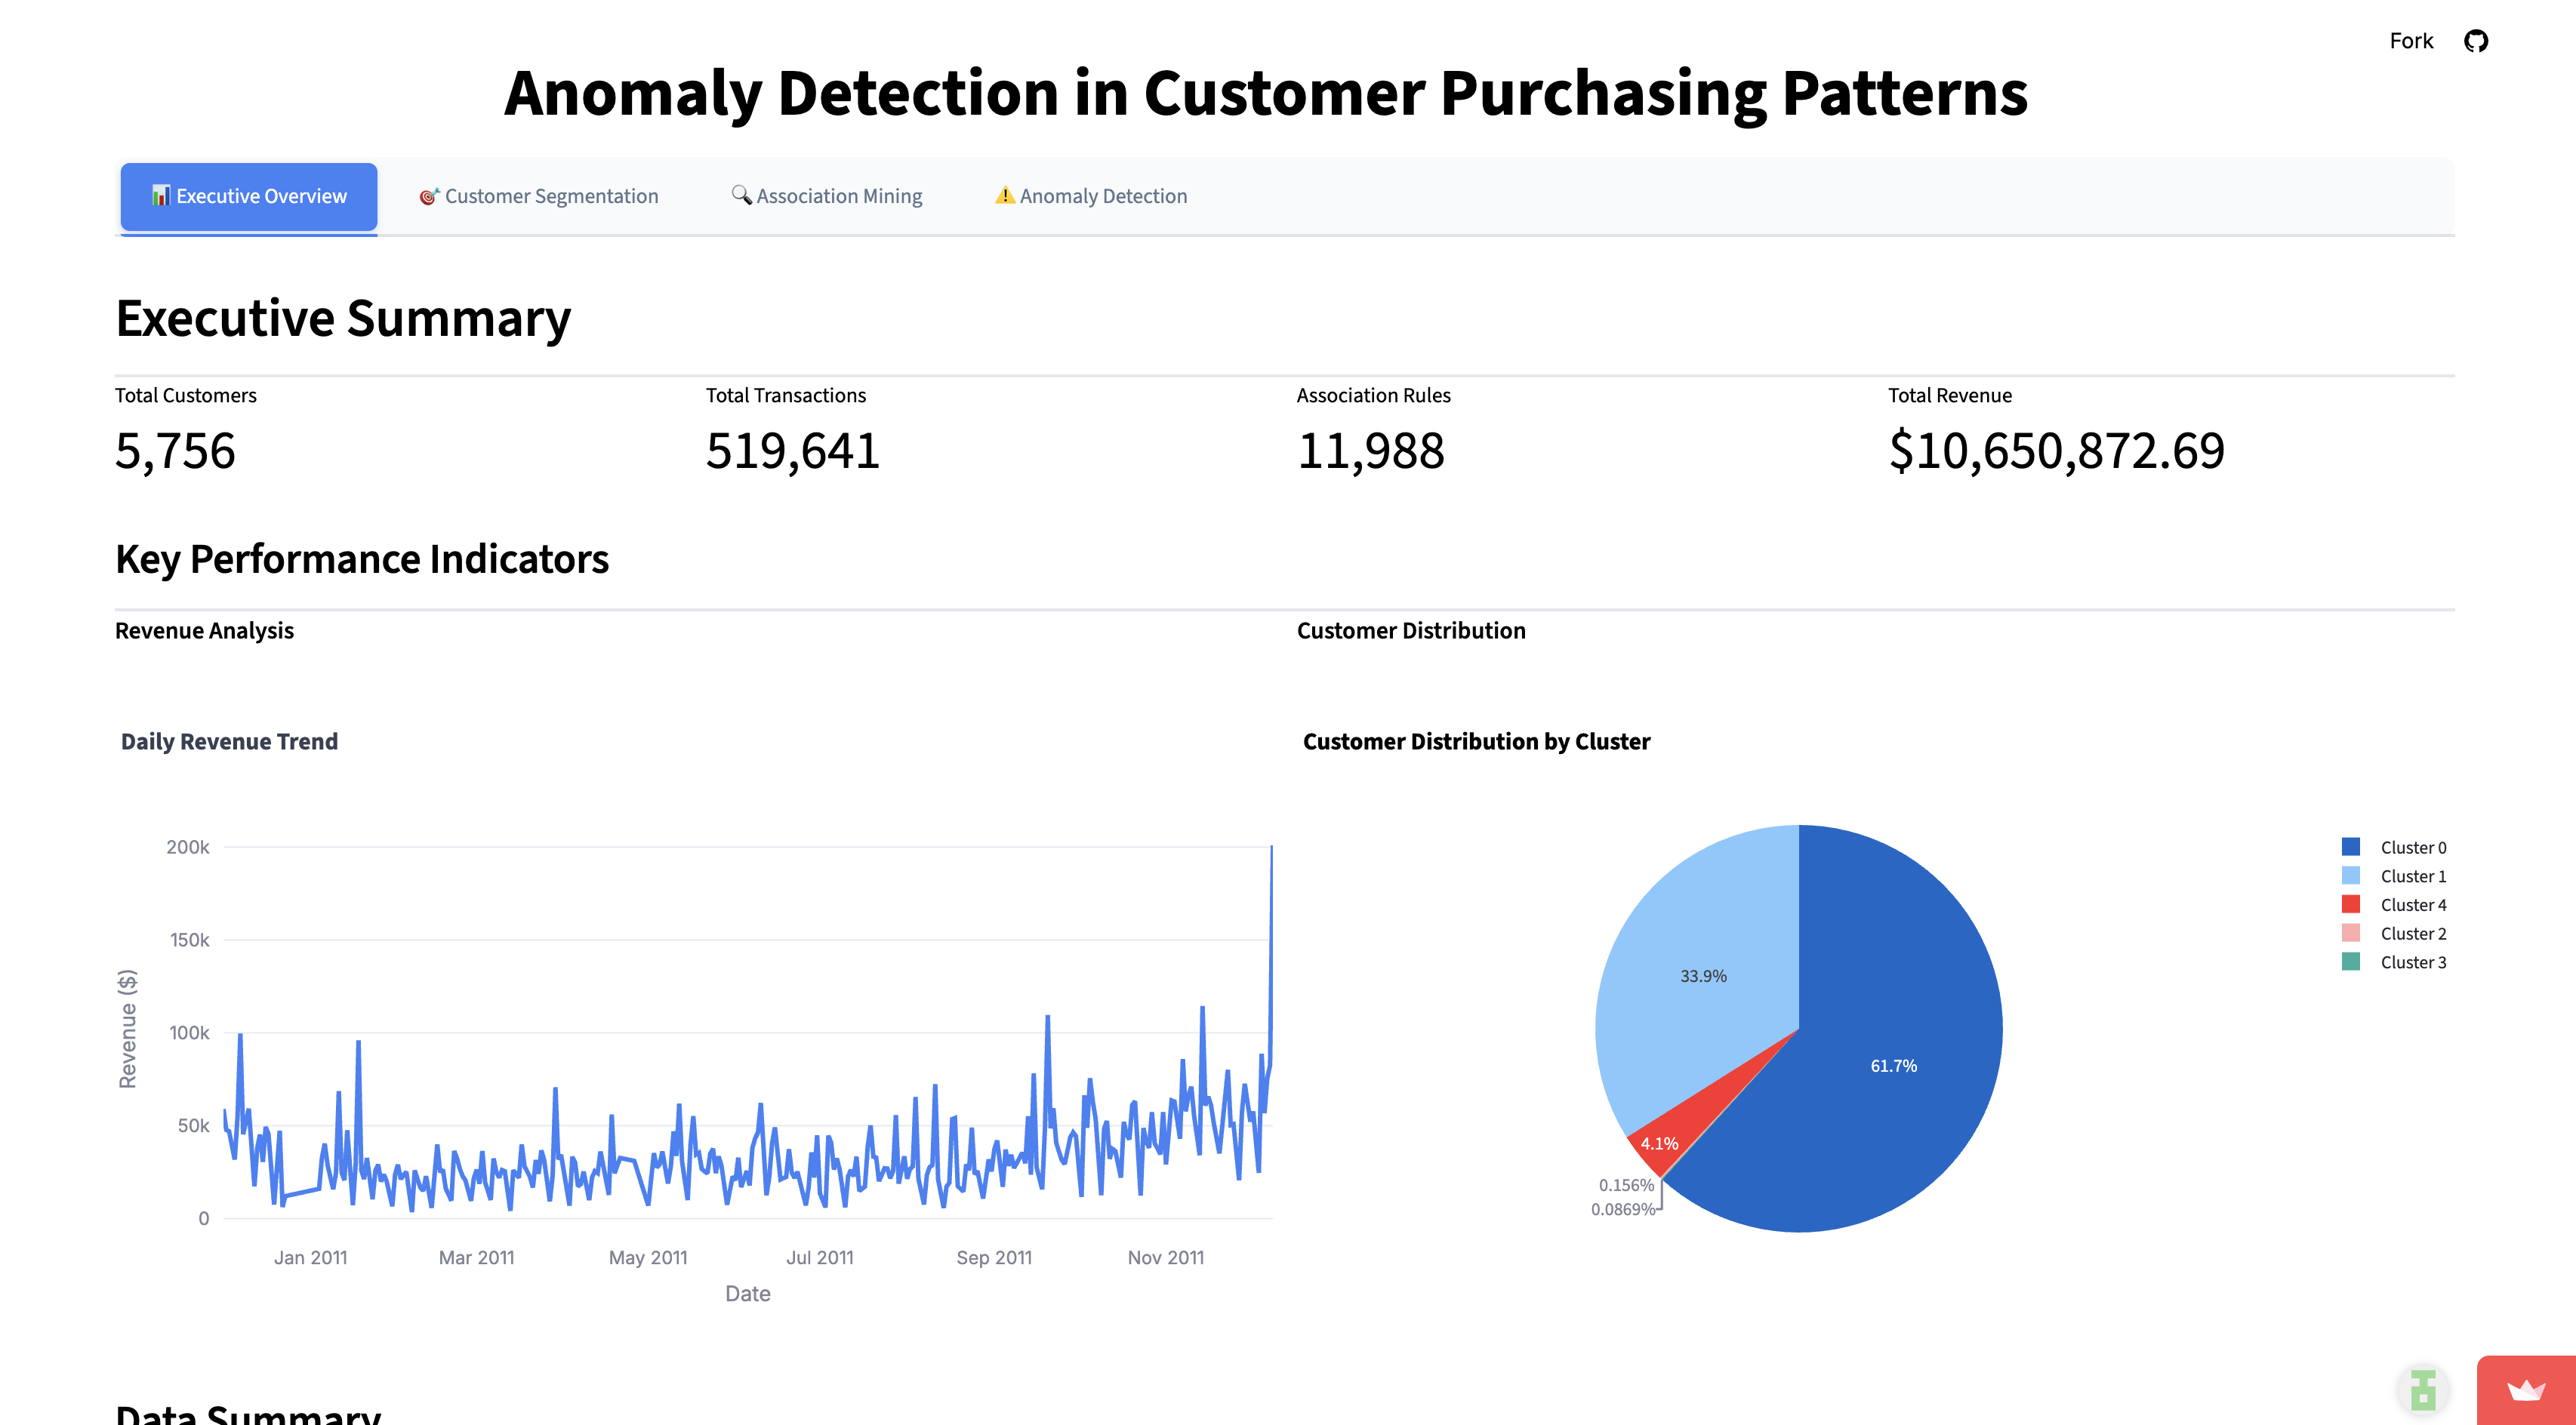 Fork
Anomaly Detection in Customer Purchasing Patterns
Executive Overview
Customer Segmentation
Association Mining
Anomaly Detection
Executive Summary
Total Customers
5,756
Total Transactions
519,641
Association Rules
11,988
Total Revenue
$10,650,872.69
Key Performance Indicators
Revenue Analysis
Daily Revenue Trend
200k
150k
100k
50k
0
Revenue ($)
Jan 2011 Mar 2011 May 2011 Jul 2011 Sep 2011 Nov 2011
Date
Customer Distribution
Customer Distribution by Cluster
33.9%
61.7%
4.1%
0.156%
0.0869%
Cluster 0
Cluster 1
Cluster 4
Cluster 2
Cluster 3
Data Summary